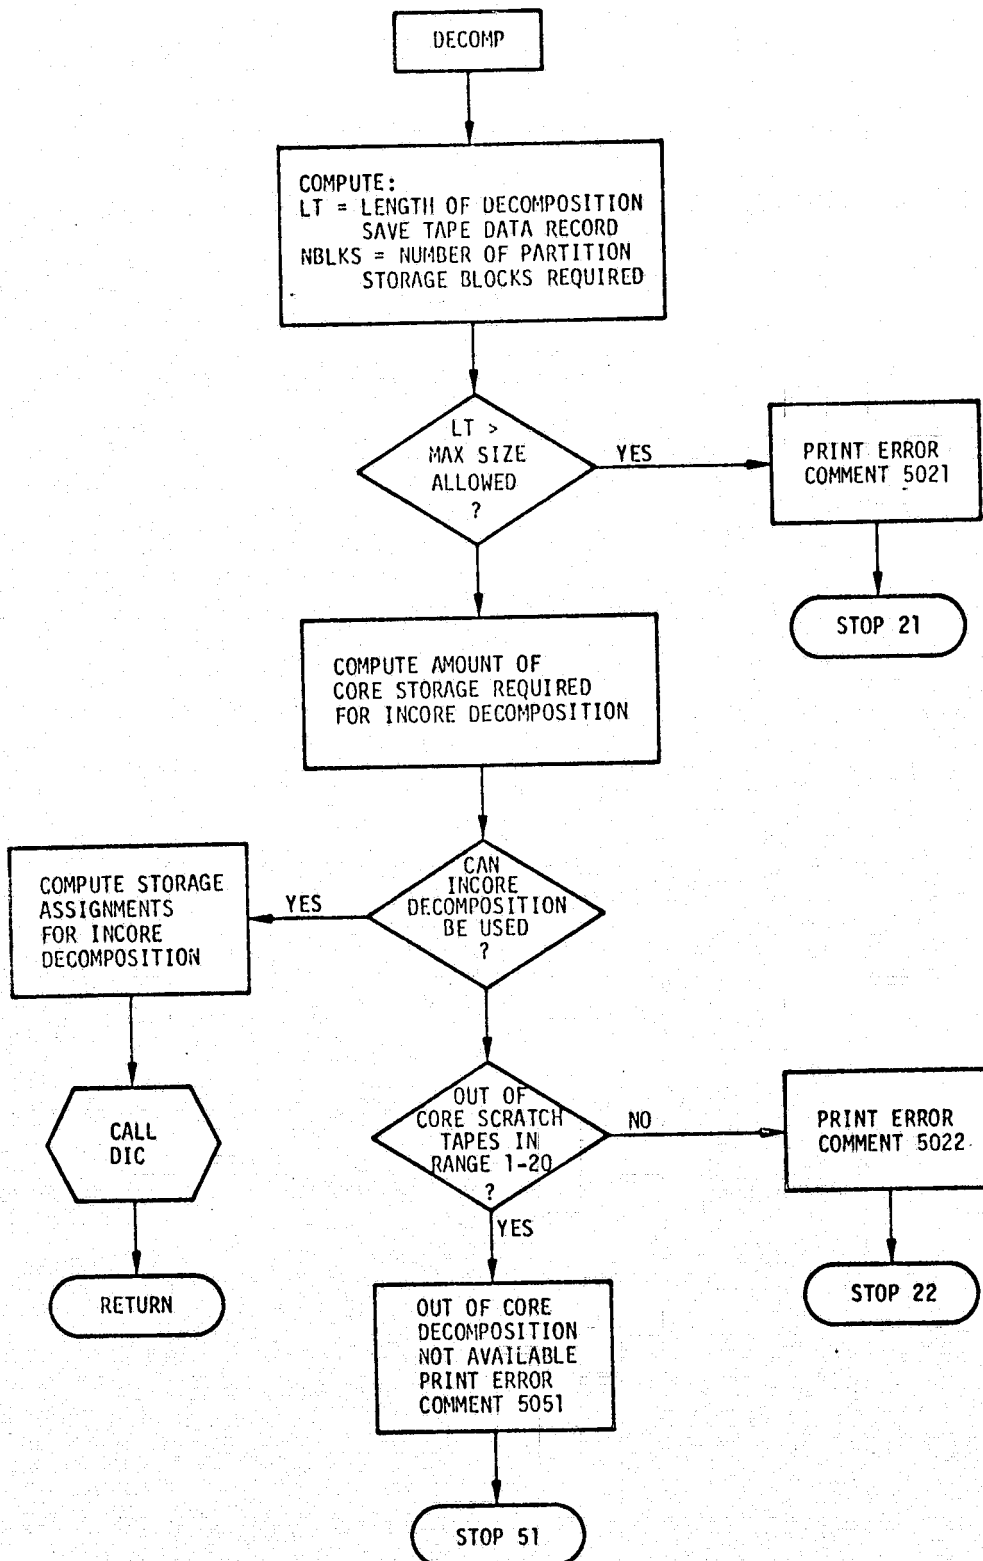 DECOMP
COMPUTE:
LT = LENGTH OF DECOMPOSITION
SAVE TAPE DATA RECORD
NBLKS = NUMBER OF PARTITION
STORAGE BLOCKS REQUIRED
LT >
MAX SIZE
ALLOWED
?
YES
PRINT ERROR
COMMENT 5021
STOP 21
COMPUTE AMOUNT OF
CORE STORAGE REQUIRED
FOR INCORE DECOMPOSITION
CAN
INCORE
DECOMPOSITION
BE USED
?
YES
COMPUTE STORAGE
ASSIGNMENTS
FOR INCORE
DECOMPOSITION
CALL
DIC
RETURN
OUT OF
CORE SCRATCH
TAPES IN
RANGE 1-20
?
NO
PRINT ERROR
COMMENT 5022
STOP 22
YES
OUT OF CORE
DECOMPOSITION
NOT AVAILABLE
PRINT ERROR
COMMENT 5051
STOP 51